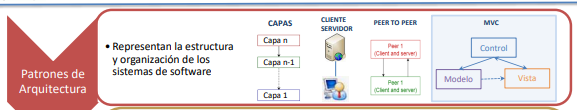 Patrones de
Arquitectura
• Representan la estructura
y organización de los
sistemas de software
CAPAS
Capa n
Capa n-1
Capa 1
CLIENTE
SERVIDOR
PEER TO PEER
Peer 1
(Client and server)
Peer 1
(Client and server)
MVC
Control
Modelo
Vista